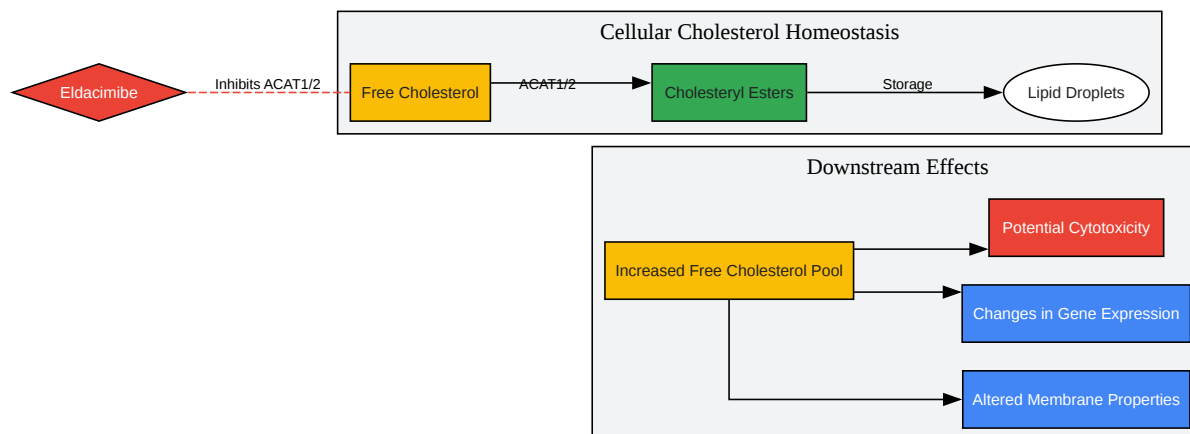 Cellular Cholesterol Homeostasis
Eldacimibe
Inhibits ACAT1/2
Free Cholesterol
ACAT1/2
Cholesteryl Esters
Storage
Lipid Droplets
Downstream Effects
Potential Cytotoxicity
Increased Free Cholesterol Pool
Changes in Gene Expression
Altered Membrane Properties